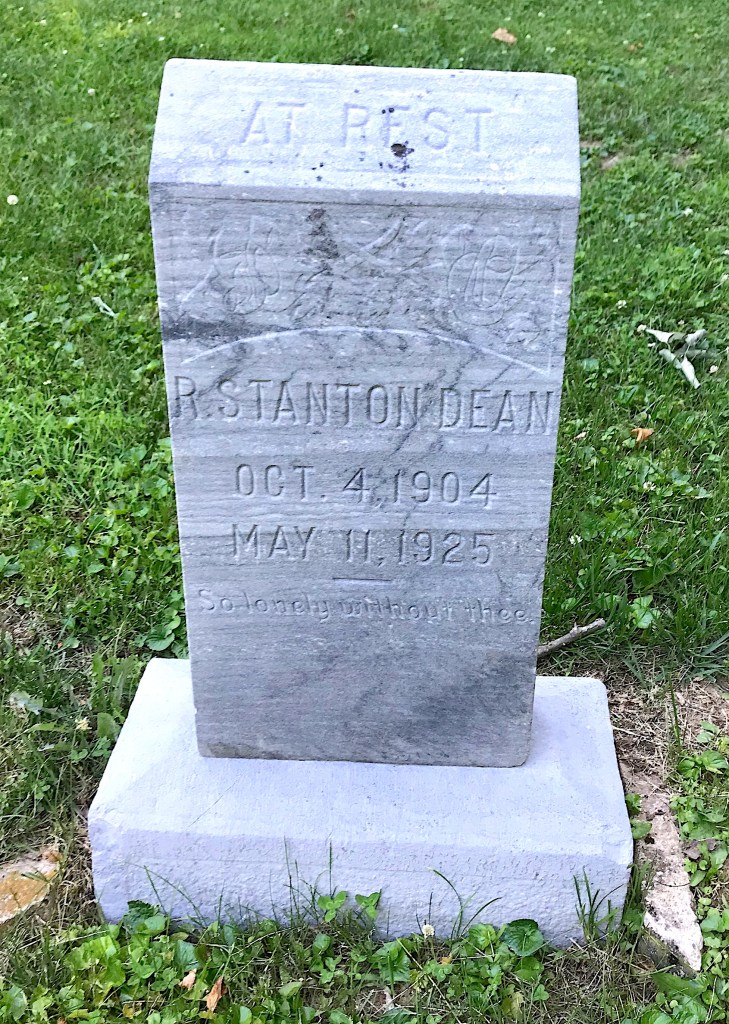 AT REST
R. STANTON DEAN
OCT. 4, 1904
MAY 11, 1925
So lonely without thee.